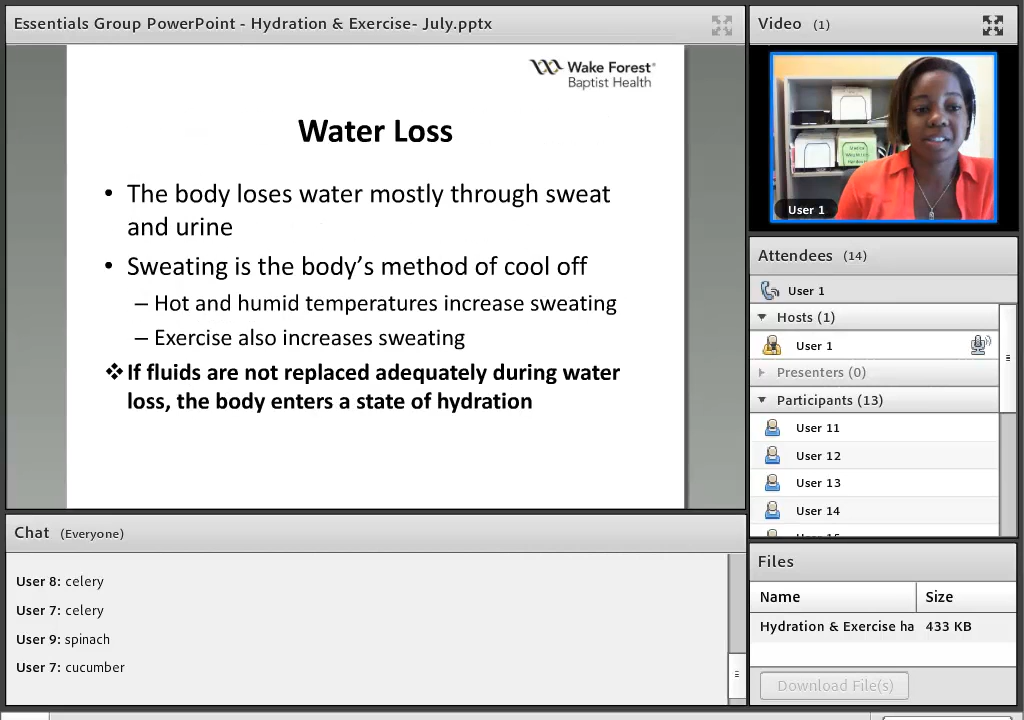 Essentials Group PowerPoint - Hydration & Exercise- July.pptx
Wake Forest®
Baptist Health
Water Loss
• The body loses water mostly through sweat
and urine
• Sweating is the body's method of cool off
– Hot and humid temperatures increase sweating
– Exercise also increases sweating
❖ If fluids are not replaced adequately during water
loss, the body enters a state of hydration
Chat (Everyone)
User 8: celery
User 7: celery
User 9: spinach
User 7: cucumber
Video (1)
User 1
Attendees (14)
User 1
Hosts (1)
User 1
Presenters (0)
Participants (13)
User 11
User 12
User 13
User 14
Files
Name Size
Hydration & Exercise ha 433 KB
Download File(s)